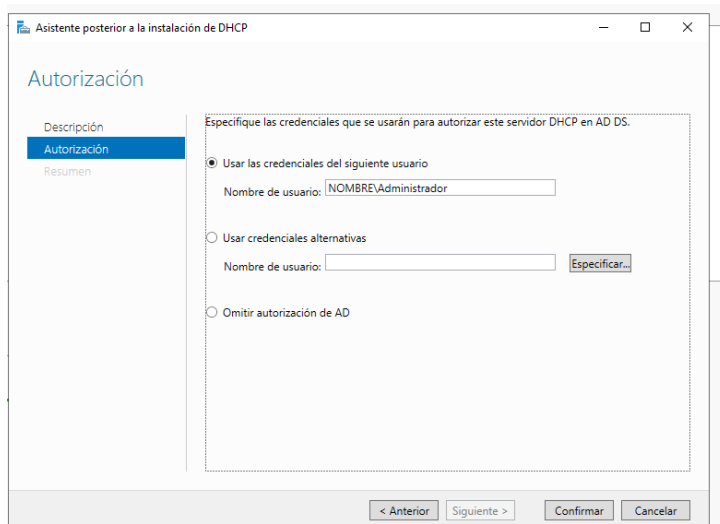 Asistente posterior a la instalación de DHCP
Autorización
Descripción
Autorización
Resumen
Especifique las credenciales que se usarán para autorizar este servidor DHCP en AD DS.
Usar las credenciales del siguiente usuario
Nombre de usuario: NOMBRE\Administrador
Usar credenciales alternativas
Nombre de usuario: Especificar...
Omitir autorización de AD
< Anterior Siguiente > Confirmar Cancelar